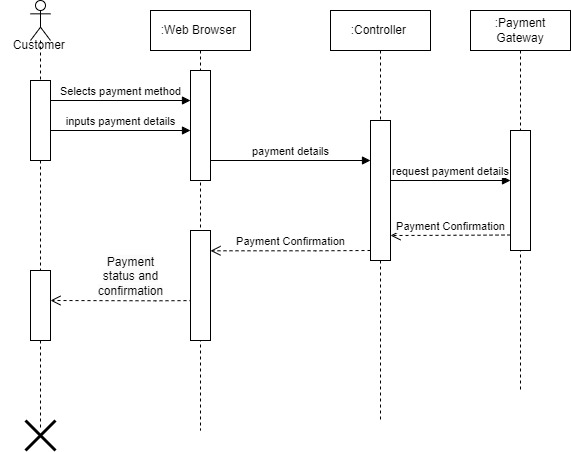 Customer
:Web Browser
:Controller
:Payment
Gateway
Selects payment method
inputs payment details
payment details
request payment details
Payment Confirmation
Payment Confirmation
Payment
status and
confirmation